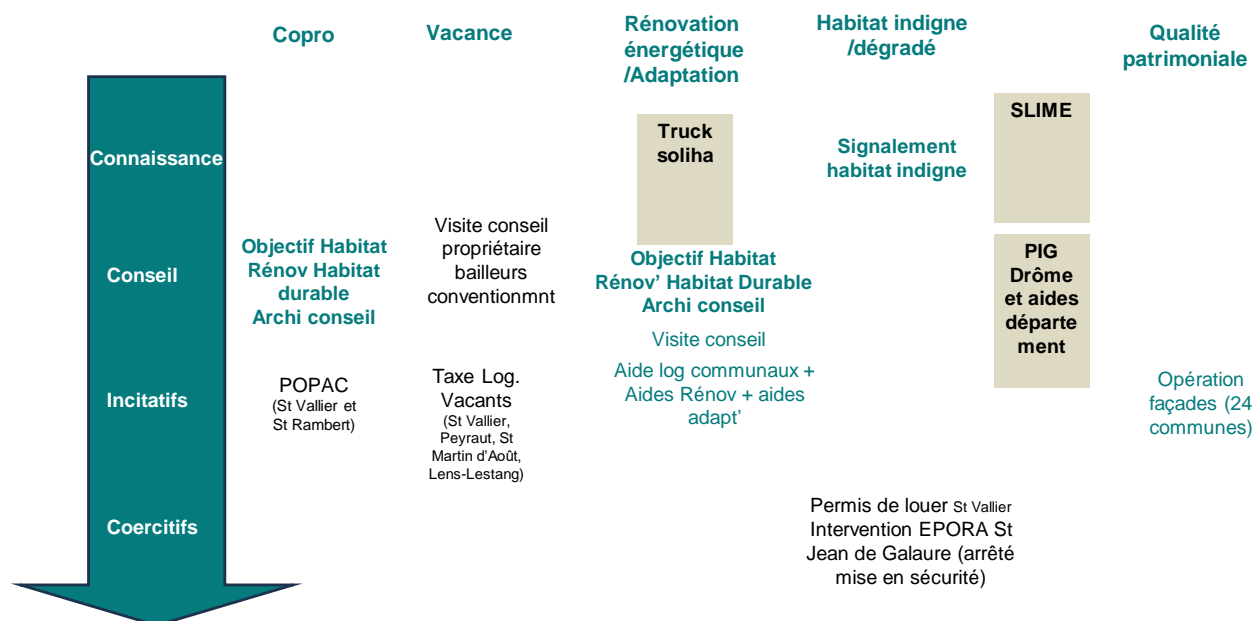 Copro
Vacance
Rénovation
énergétique
/Adaptation
Habitat indigne
/dégradé
Qualité
patrimoniale
Connaissance
Truck
soliha
Signalement
habitat indigne
SLIME
Conseil
Objectif Habitat
Rénov Habitat
durable
Archi conseil
Visite conseil
propriétaire
bailleurs
conventionmnt
Objectif Habitat
Rénov' Habitat Durable
Archi conseil
Visite conseil
Aide log communaux +
Aides Rénov + aides
adapt'
PIG
Drôme
et aides
départe
ment
Incitatifs
POPAC
(St Vallier et
St Rambert)
Taxe Log.
Vacants
(St Vallier,
Peyraut, St
Martin d'Août,
Lens-Lestang)
Opération
façades (24
communes)
Coercitifs
Permis de louer St Vallier
Intervention EPORA St
Jean de Galaure (arrêté
mise en sécurité)